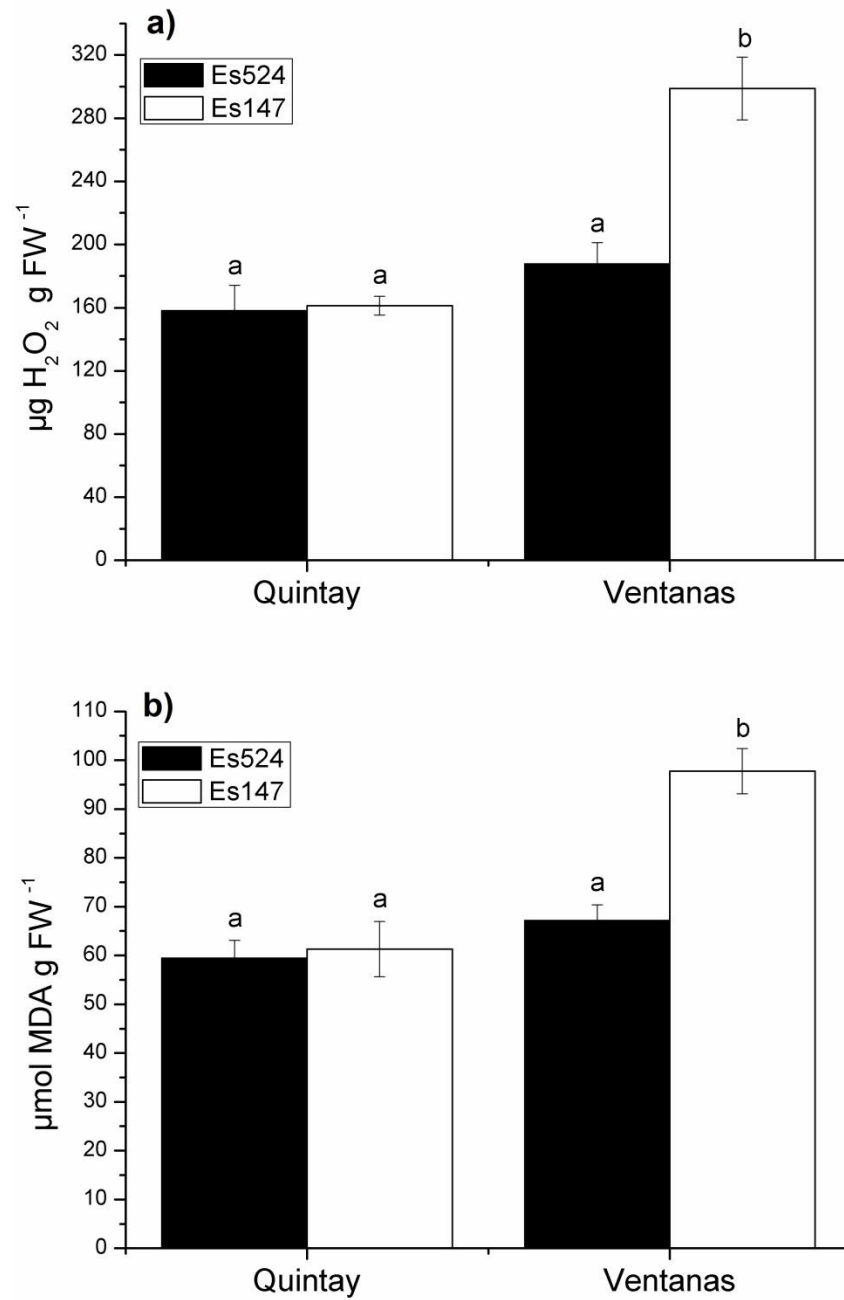 a)
Es524
Es147
µg H₂O₂ g FW⁻¹
320
280
240
200
160
120
80
40
0
a
a
a
b
Quintay
Ventanas
b)
Es524
Es147
µmol MDA g FW⁻¹
110
100
90
80
70
60
50
40
30
20
10
0
a
a
a
b
Quintay
Ventanas